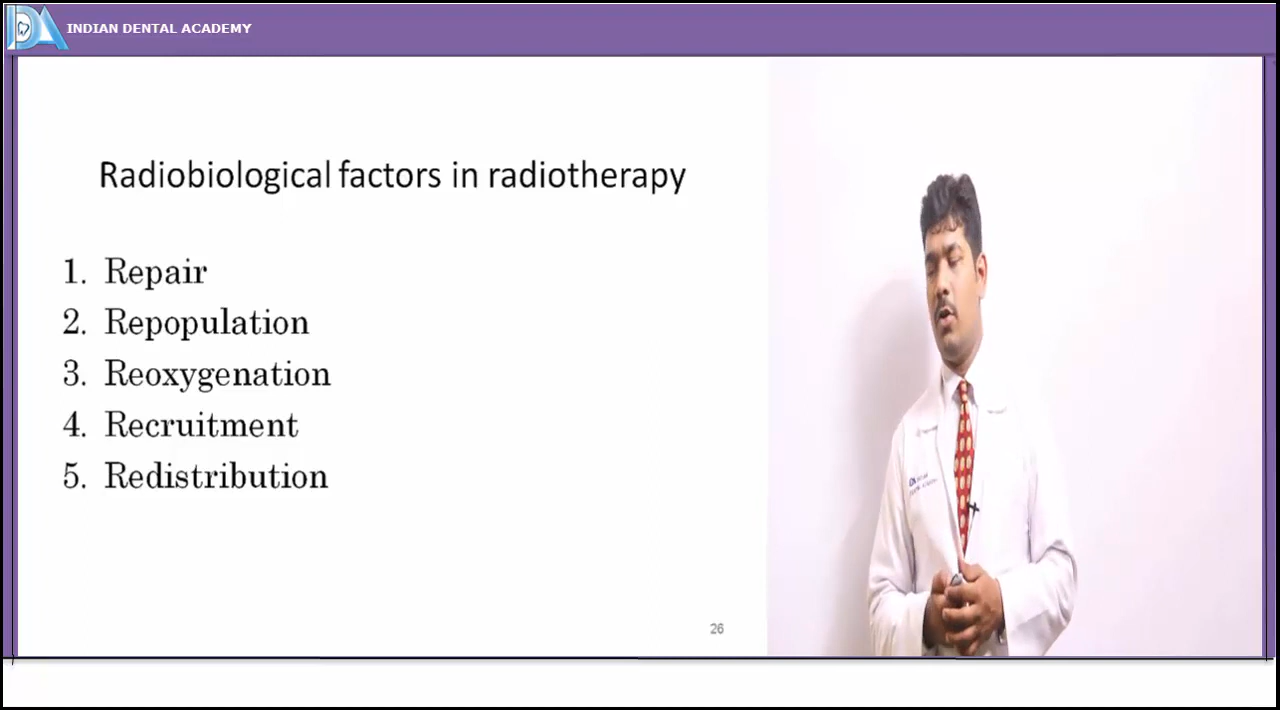 INDIAN DENTAL ACADEMY
Radiobiological factors in radiotherapy
1. Repair
2. Repopulation
3. Reoxygenation
4. Recruitment
5. Redistribution
26